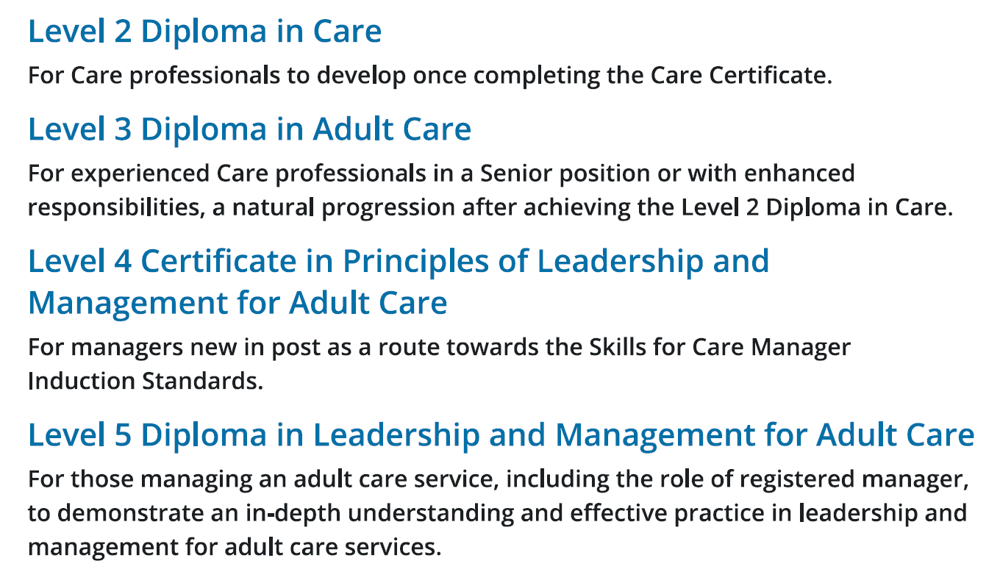 Level 2 Diploma in Care
For Care professionals to develop once completing the Care Certificate.
Level 3 Diploma in Adult Care
For experienced Care professionals in a Senior position or with enhanced
responsibilities, a natural progression after achieving the Level 2 Diploma in Care.
Level 4 Certificate in Principles of Leadership and
Management for Adult Care
For managers new in post as a route towards the Skills for Care Manager
Induction Standards.
Level 5 Diploma in Leadership and Management for Adult Care
For those managing an adult care service, including the role of registered manager,
to demonstrate an in-depth understanding and effective practice in leadership and
management for adult care services.